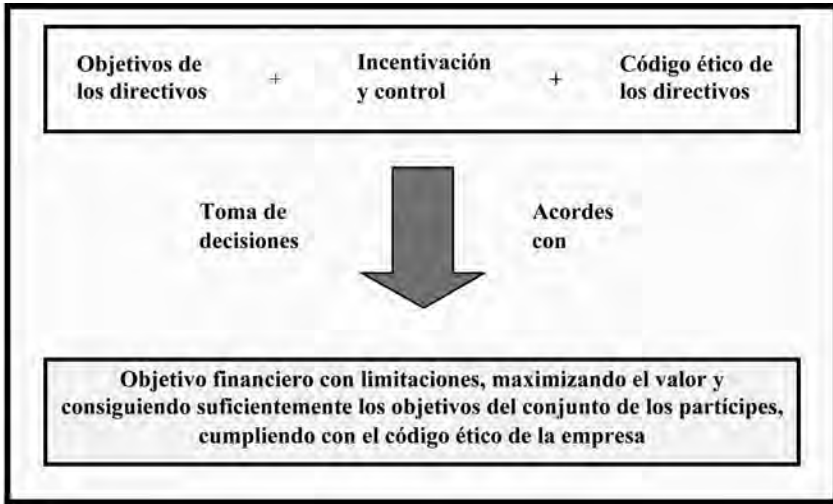 Objetivos de
los directivos
+
Incentivación
y control
+
Código ético de
los directivos
Toma de
decisiones
Acordes
con
Objetivo financiero con limitaciones, maximizando el valor y
consiguiendo suficientemente los objetivos del conjunto de los partícipes,
cumpliendo con el código ético de la empresa